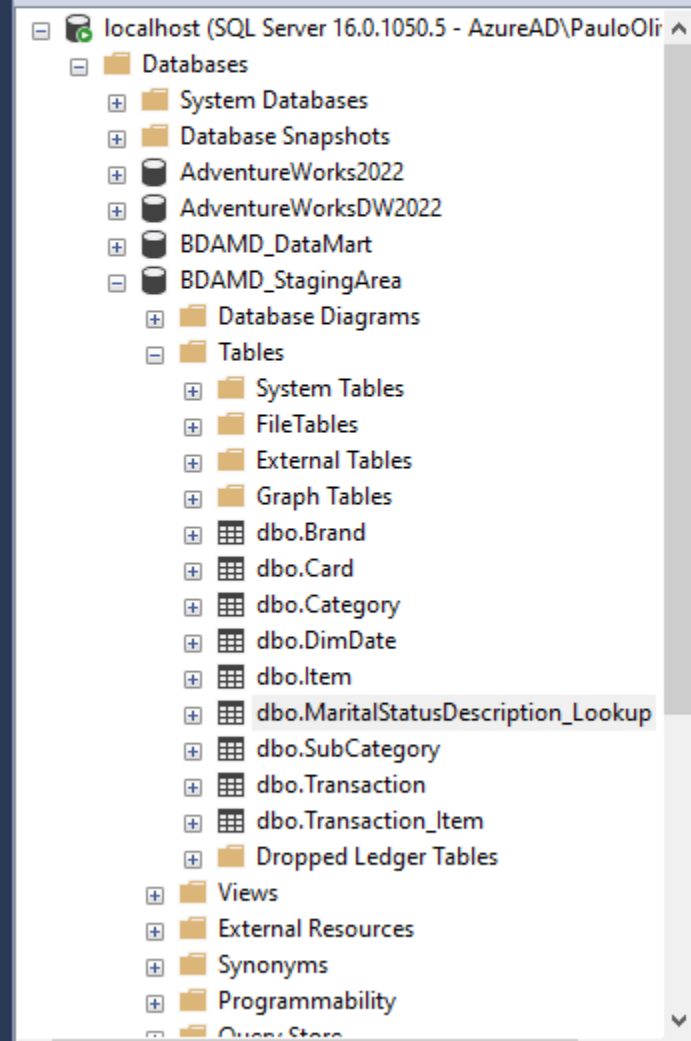 localhost (SQL Server 16.0.1050.5 - AzureAD\PauloOli
Databases
System Databases
Database Snapshots
AdventureWorks2022
AdventureWorksDW2022
BDAMD_DataMart
BDAMD_StagingArea
Database Diagrams
Tables
System Tables
FileTables
External Tables
Graph Tables
dbo.Brand
dbo.Card
dbo.Category
dbo.DimDate
dbo.Item
dbo.MaritalStatusDescription_Lookup
dbo.SubCategory
dbo.Transaction
dbo.Transaction_Item
Dropped Ledger Tables
Views
External Resources
Synonyms
Programmability
Query Store